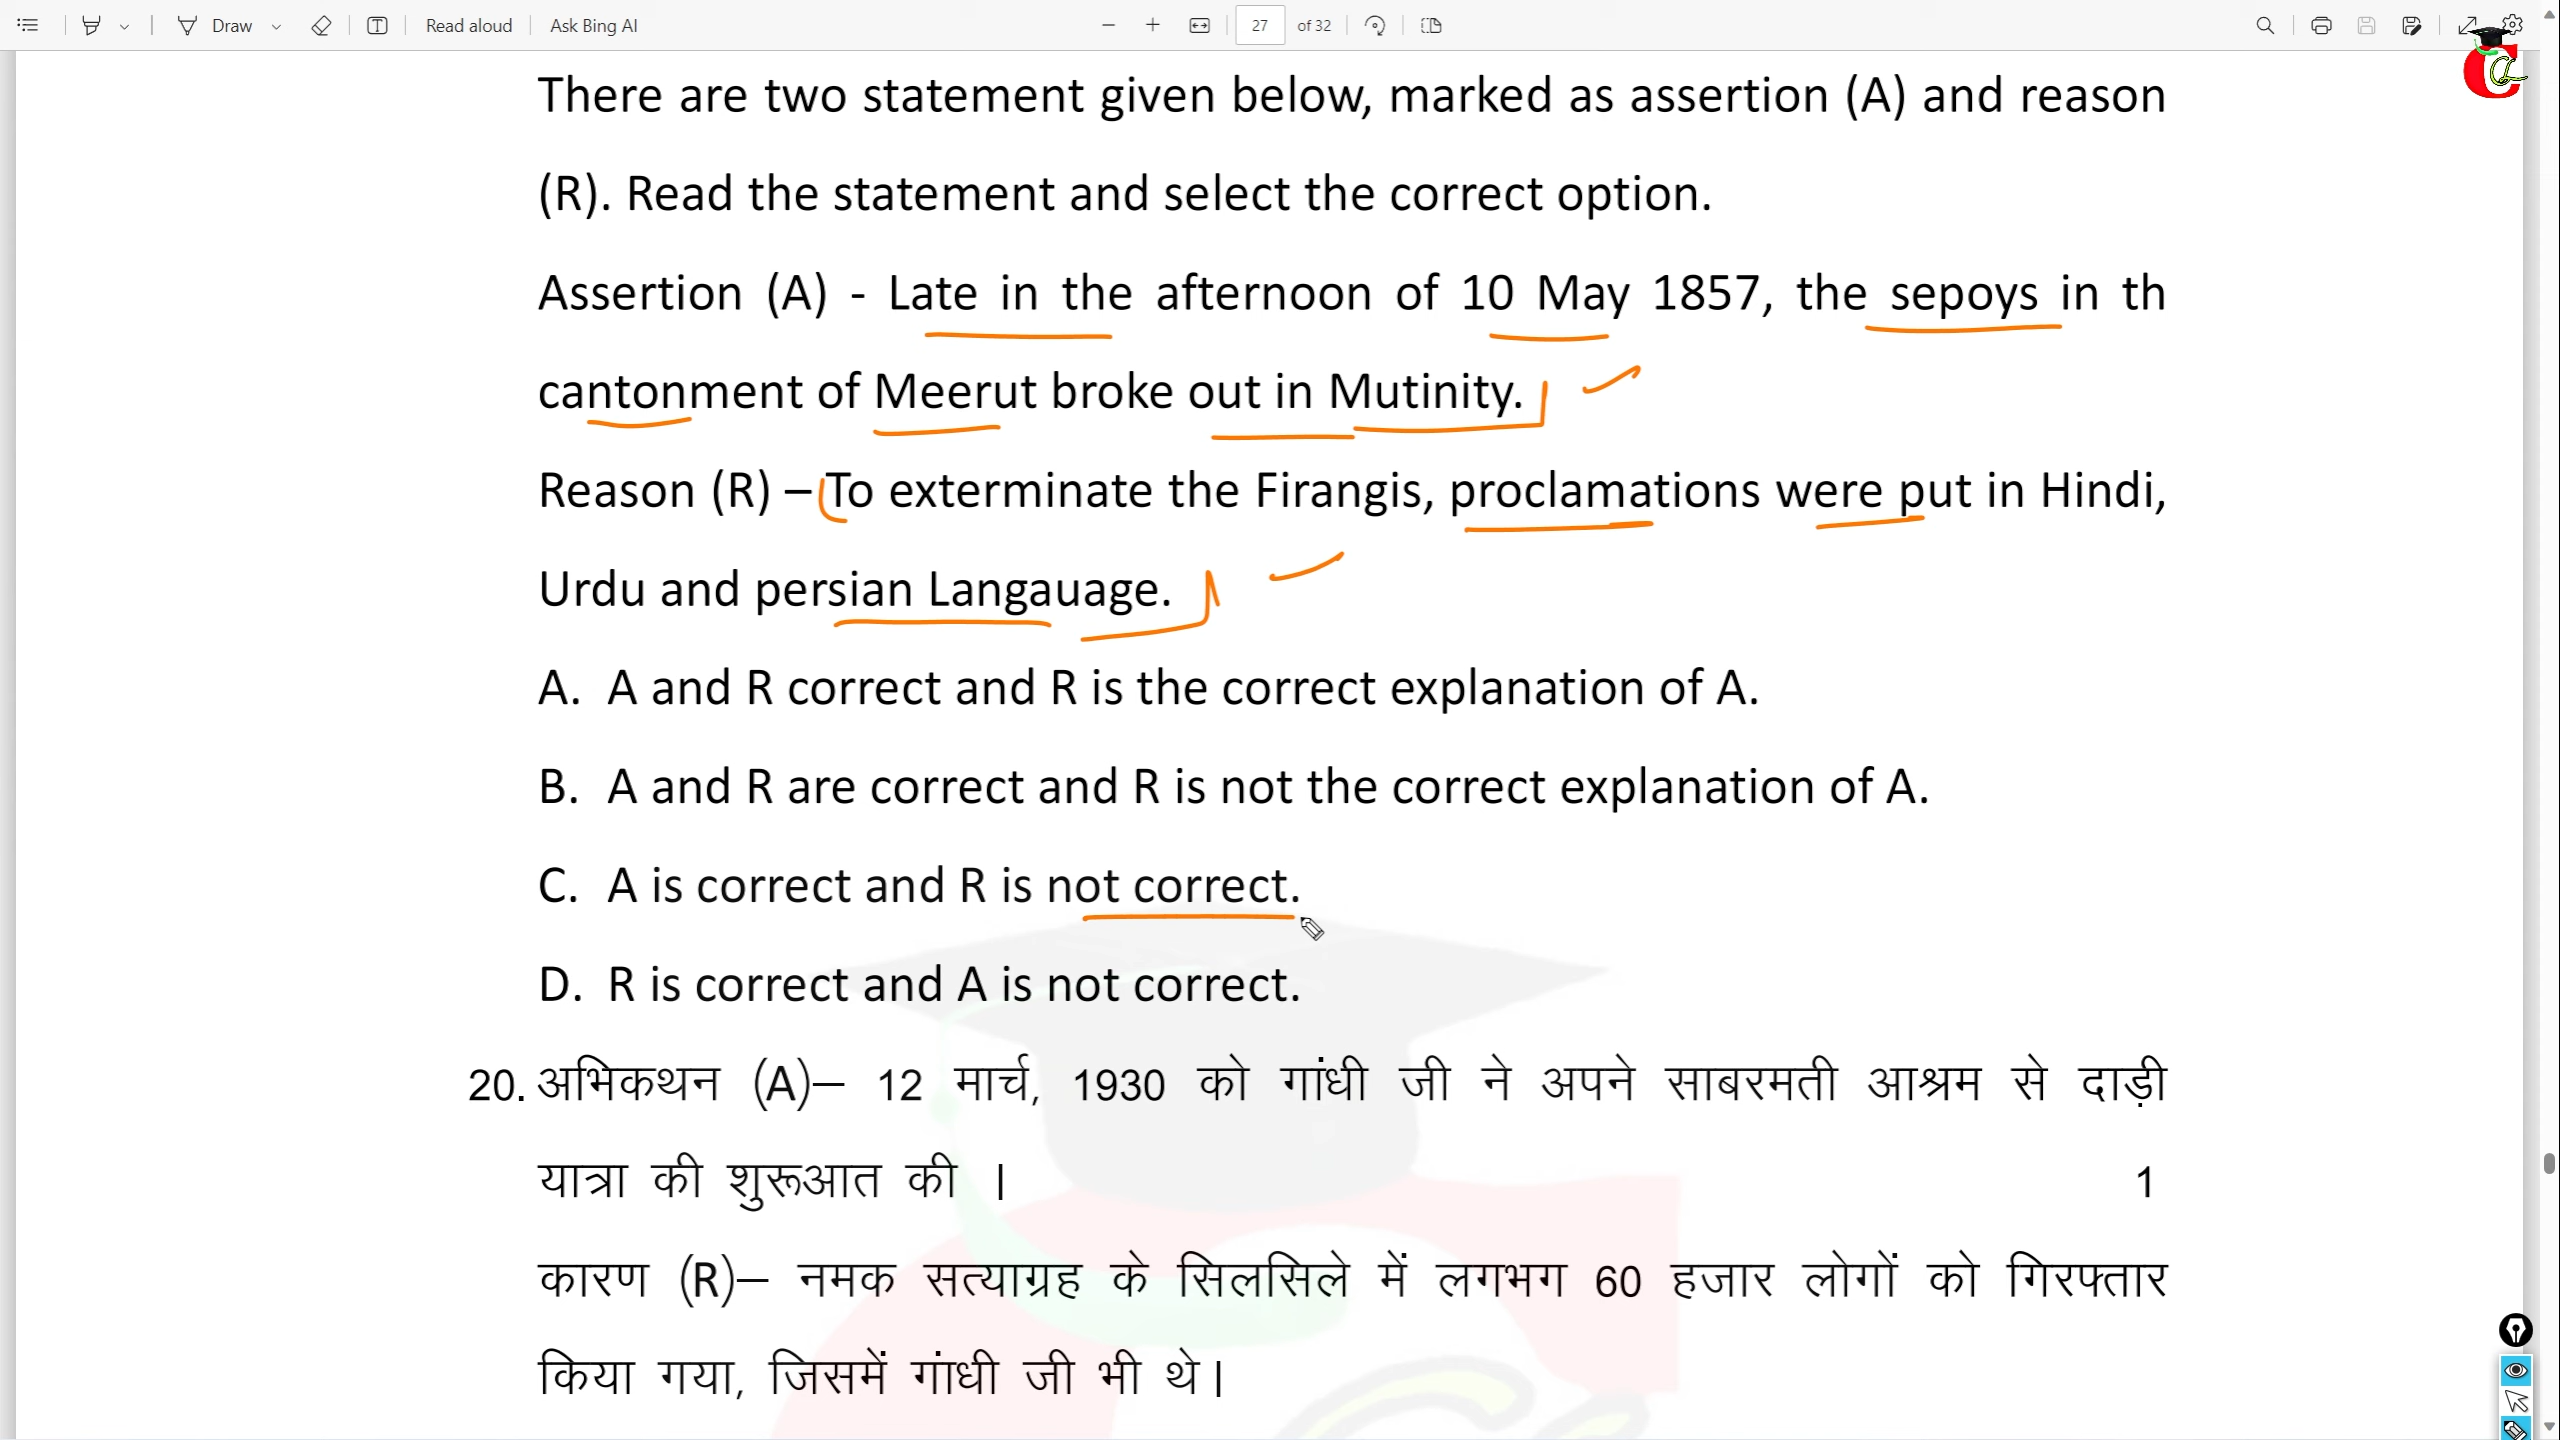 Draw Read aloud Ask Bing AI 27 of 32
There are two statement given below, marked as assertion (A) and reason
(R). Read the statement and select the correct option.
Assertion (A) - Late in the afternoon of 10 May 1857, the sepoys in th
cantonment of Meerut broke out in Mutinity.
Reason (R) – To exterminate the Firangis, proclamations were put in Hindi,
Urdu and persian Langauage.
A. A and R correct and R is the correct explanation of A.
B. A and R are correct and R is not the correct explanation of A.
C. A is correct and R is not correct.
D. R is correct and A is not correct.
20. अभिकथन (A)– 12 मार्च, 1930 को गांधी जी ने अपने साबरमती आश्रम से दाड़ी
यात्रा की शुरूआत की । 1
कारण (R)– नमक सत्याग्रह के सिलसिले में लगभग 60 हजार लोगों को गिरफ्तार
किया गया, जिसमें गांधी जी भी थे।